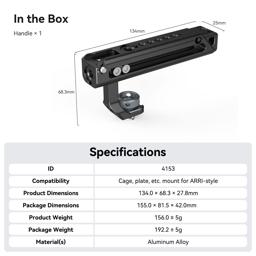 In the Box
Handle × 1
134mm
25mm
68.3mm
Specifications
ID 4153
Compatibility Cage, plate, etc. mount for ARRI-style
Product Dimensions 134.0 × 68.3 × 27.8mm
Package Dimensions 155.0 × 81.5 × 42.0mm
Product Weight 156.0 ± 5g
Package Weight 192.2 ± 5g
Material(s) Aluminum Alloy